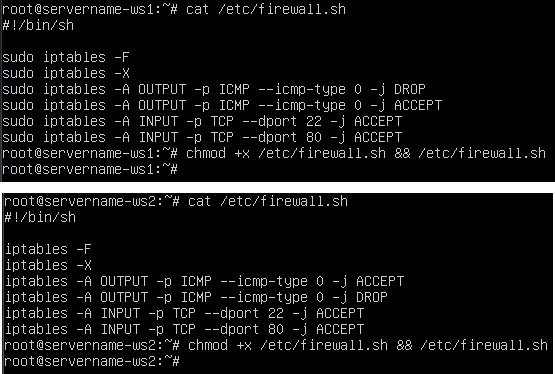 root@servername-ws1:~# cat /etc/firewall.sh
#!/bin/sh
sudo iptables -F
sudo iptables -X
sudo iptables -A OUTPUT -p ICMP --icmp-type 0 -j DROP
sudo iptables -A OUTPUT -p ICMP --icmp-type 0 -j ACCEPT
sudo iptables -A INPUT -p TCP --dport 22 -j ACCEPT
sudo iptables -A INPUT -p TCP --dport 80 -j ACCEPT
root@servername-ws1:~# chmod +x /etc/firewall.sh && /etc/firewall.sh
root@servername-ws1:~#
root@servername-ws2:~# cat /etc/firewall.sh
#!/bin/sh
iptables -F
iptables -X
iptables -A OUTPUT -p ICMP --icmp-type 0 -j ACCEPT
iptables -A OUTPUT -p ICMP --icmp-type 0 -j DROP
iptables -A INPUT -p TCP --dport 22 -j ACCEPT
iptables -A INPUT -p TCP --dport 80 -j ACCEPT
root@servername-ws2:~# chmod +x /etc/firewall.sh && /etc/firewall.sh
root@servername-ws2:~#